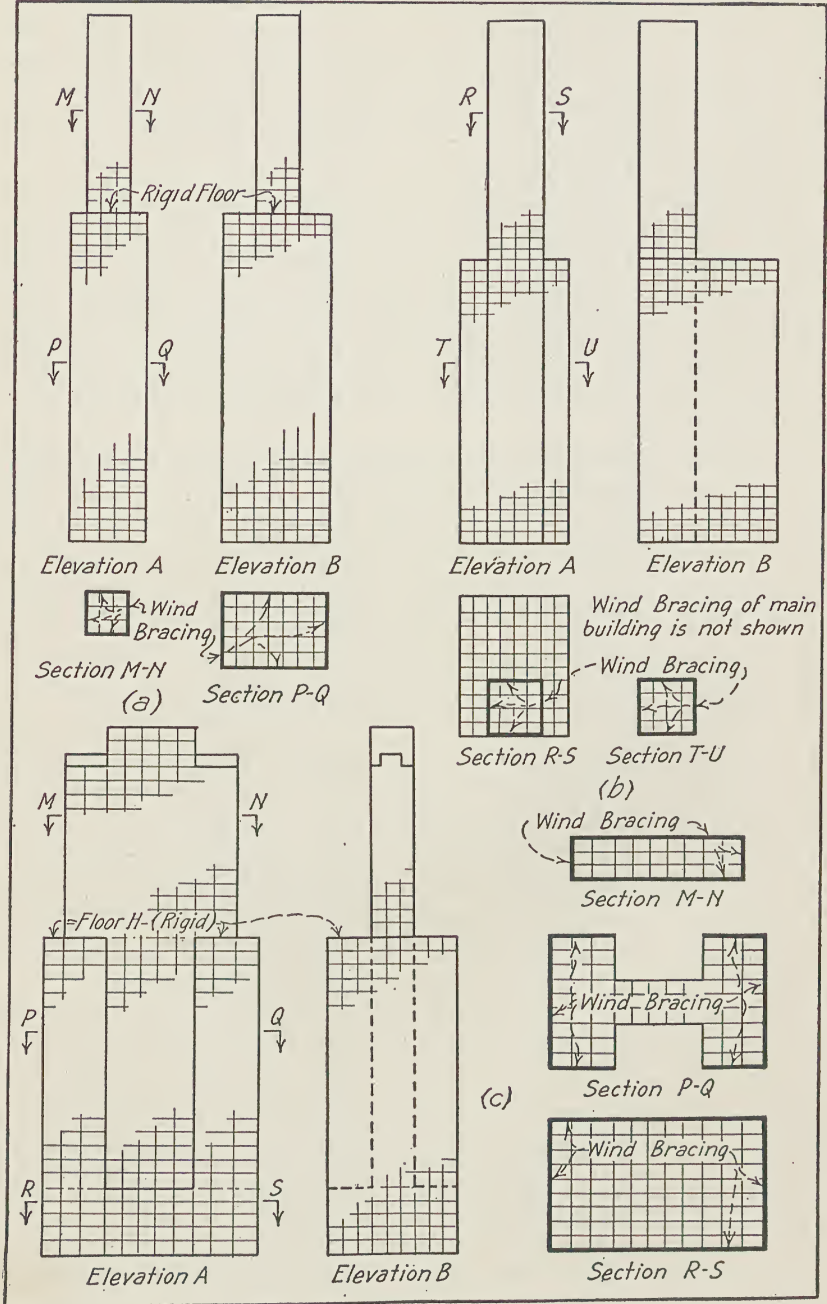 M N
R S
Rigid Floor
P Q
T U
Elevation A
Elevation B
Elevation A
Elevation B
Wind
Bracing
Section M-N
Section P-Q
(a)
Wind Bracing of main
building is not shown
Wind Bracing
Section R-S
Section T-U
(b)
M N
Floor H-(Rigid)
P Q
R S
Elevation A
Elevation B
(c)
Wind Bracing
Section M-N
Wind Bracing
Section P-Q
Wind Bracing
Section R-S